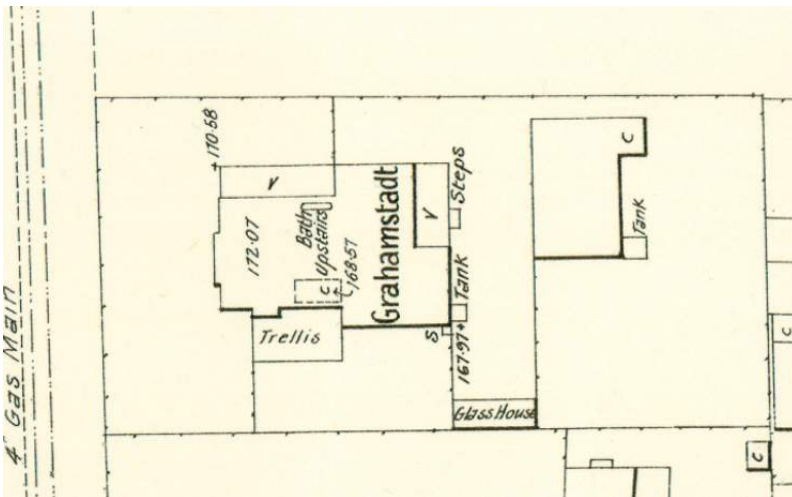 170·58
V
172·07
Bath
Upstairs
C
168·57
Grahamstadt
V
Steps
Tank
S
167·97+
Trellis
Glass House
C
Tank
C
C
4" Gas Main